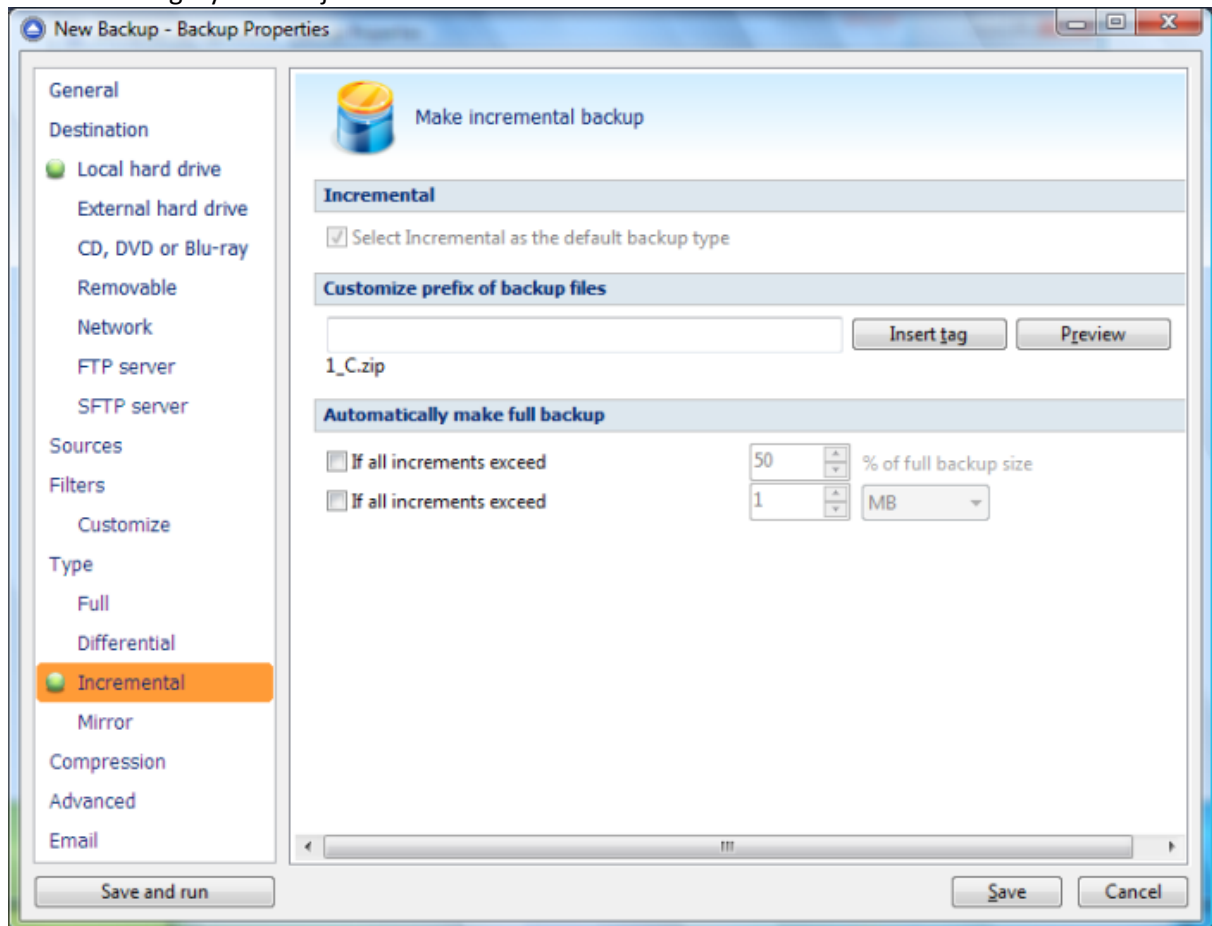 New Backup - Backup Properties
General
Destination
Local hard drive
External hard drive
CD, DVD or Blu-ray
Removable
Network
FTP server
SFTP server
Sources
Filters
Customize
Type
Full
Differential
Incremental
Mirror
Compression
Advanced
Email
Make incremental backup
Incremental
Select Incremental as the default backup type
Customize prefix of backup files
Insert tag Preview
1_C.zip
Automatically make full backup
If all increments exceed 50 % of full backup size
If all increments exceed 1 MB
Save and run Save Cancel